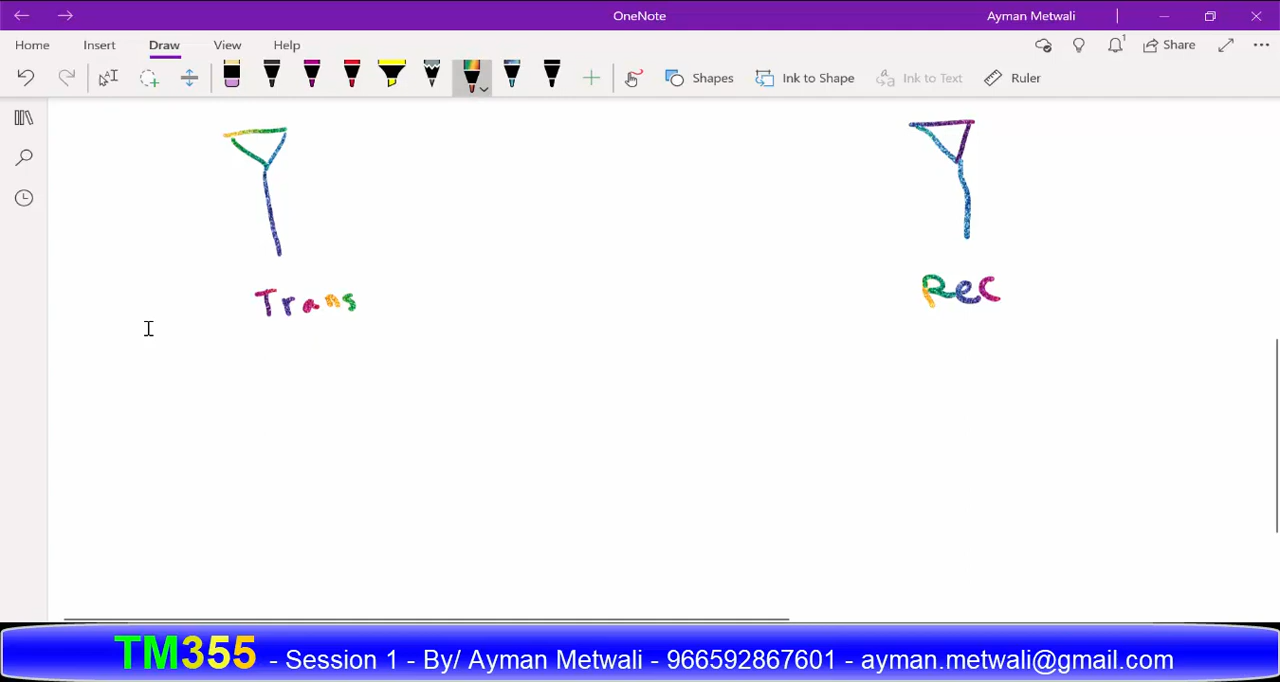 OneNote
Ayman Metwali
Home Insert Draw View Help
Share
Shapes Ink to Shape Ink to Text Ruler
Trans Rec
TM355 - Session 1 - By/ Ayman Metwali - 966592867601 - ayman.metwali@gmail.com